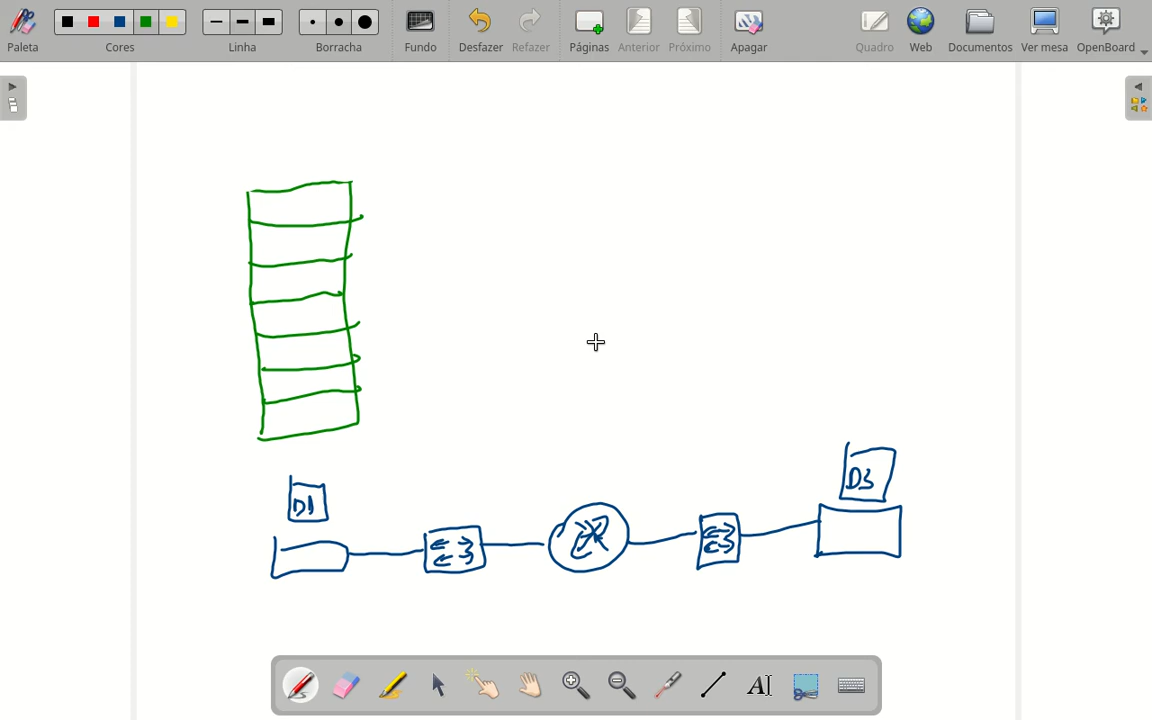 Paleta
Cores
Linha
Borracha
Fundo
Desfazer
Refazer
Páginas
Anterior
Próximo
Apagar
Quadro
Web
Documentos
Ver mesa
OpenBoard
D1
D3